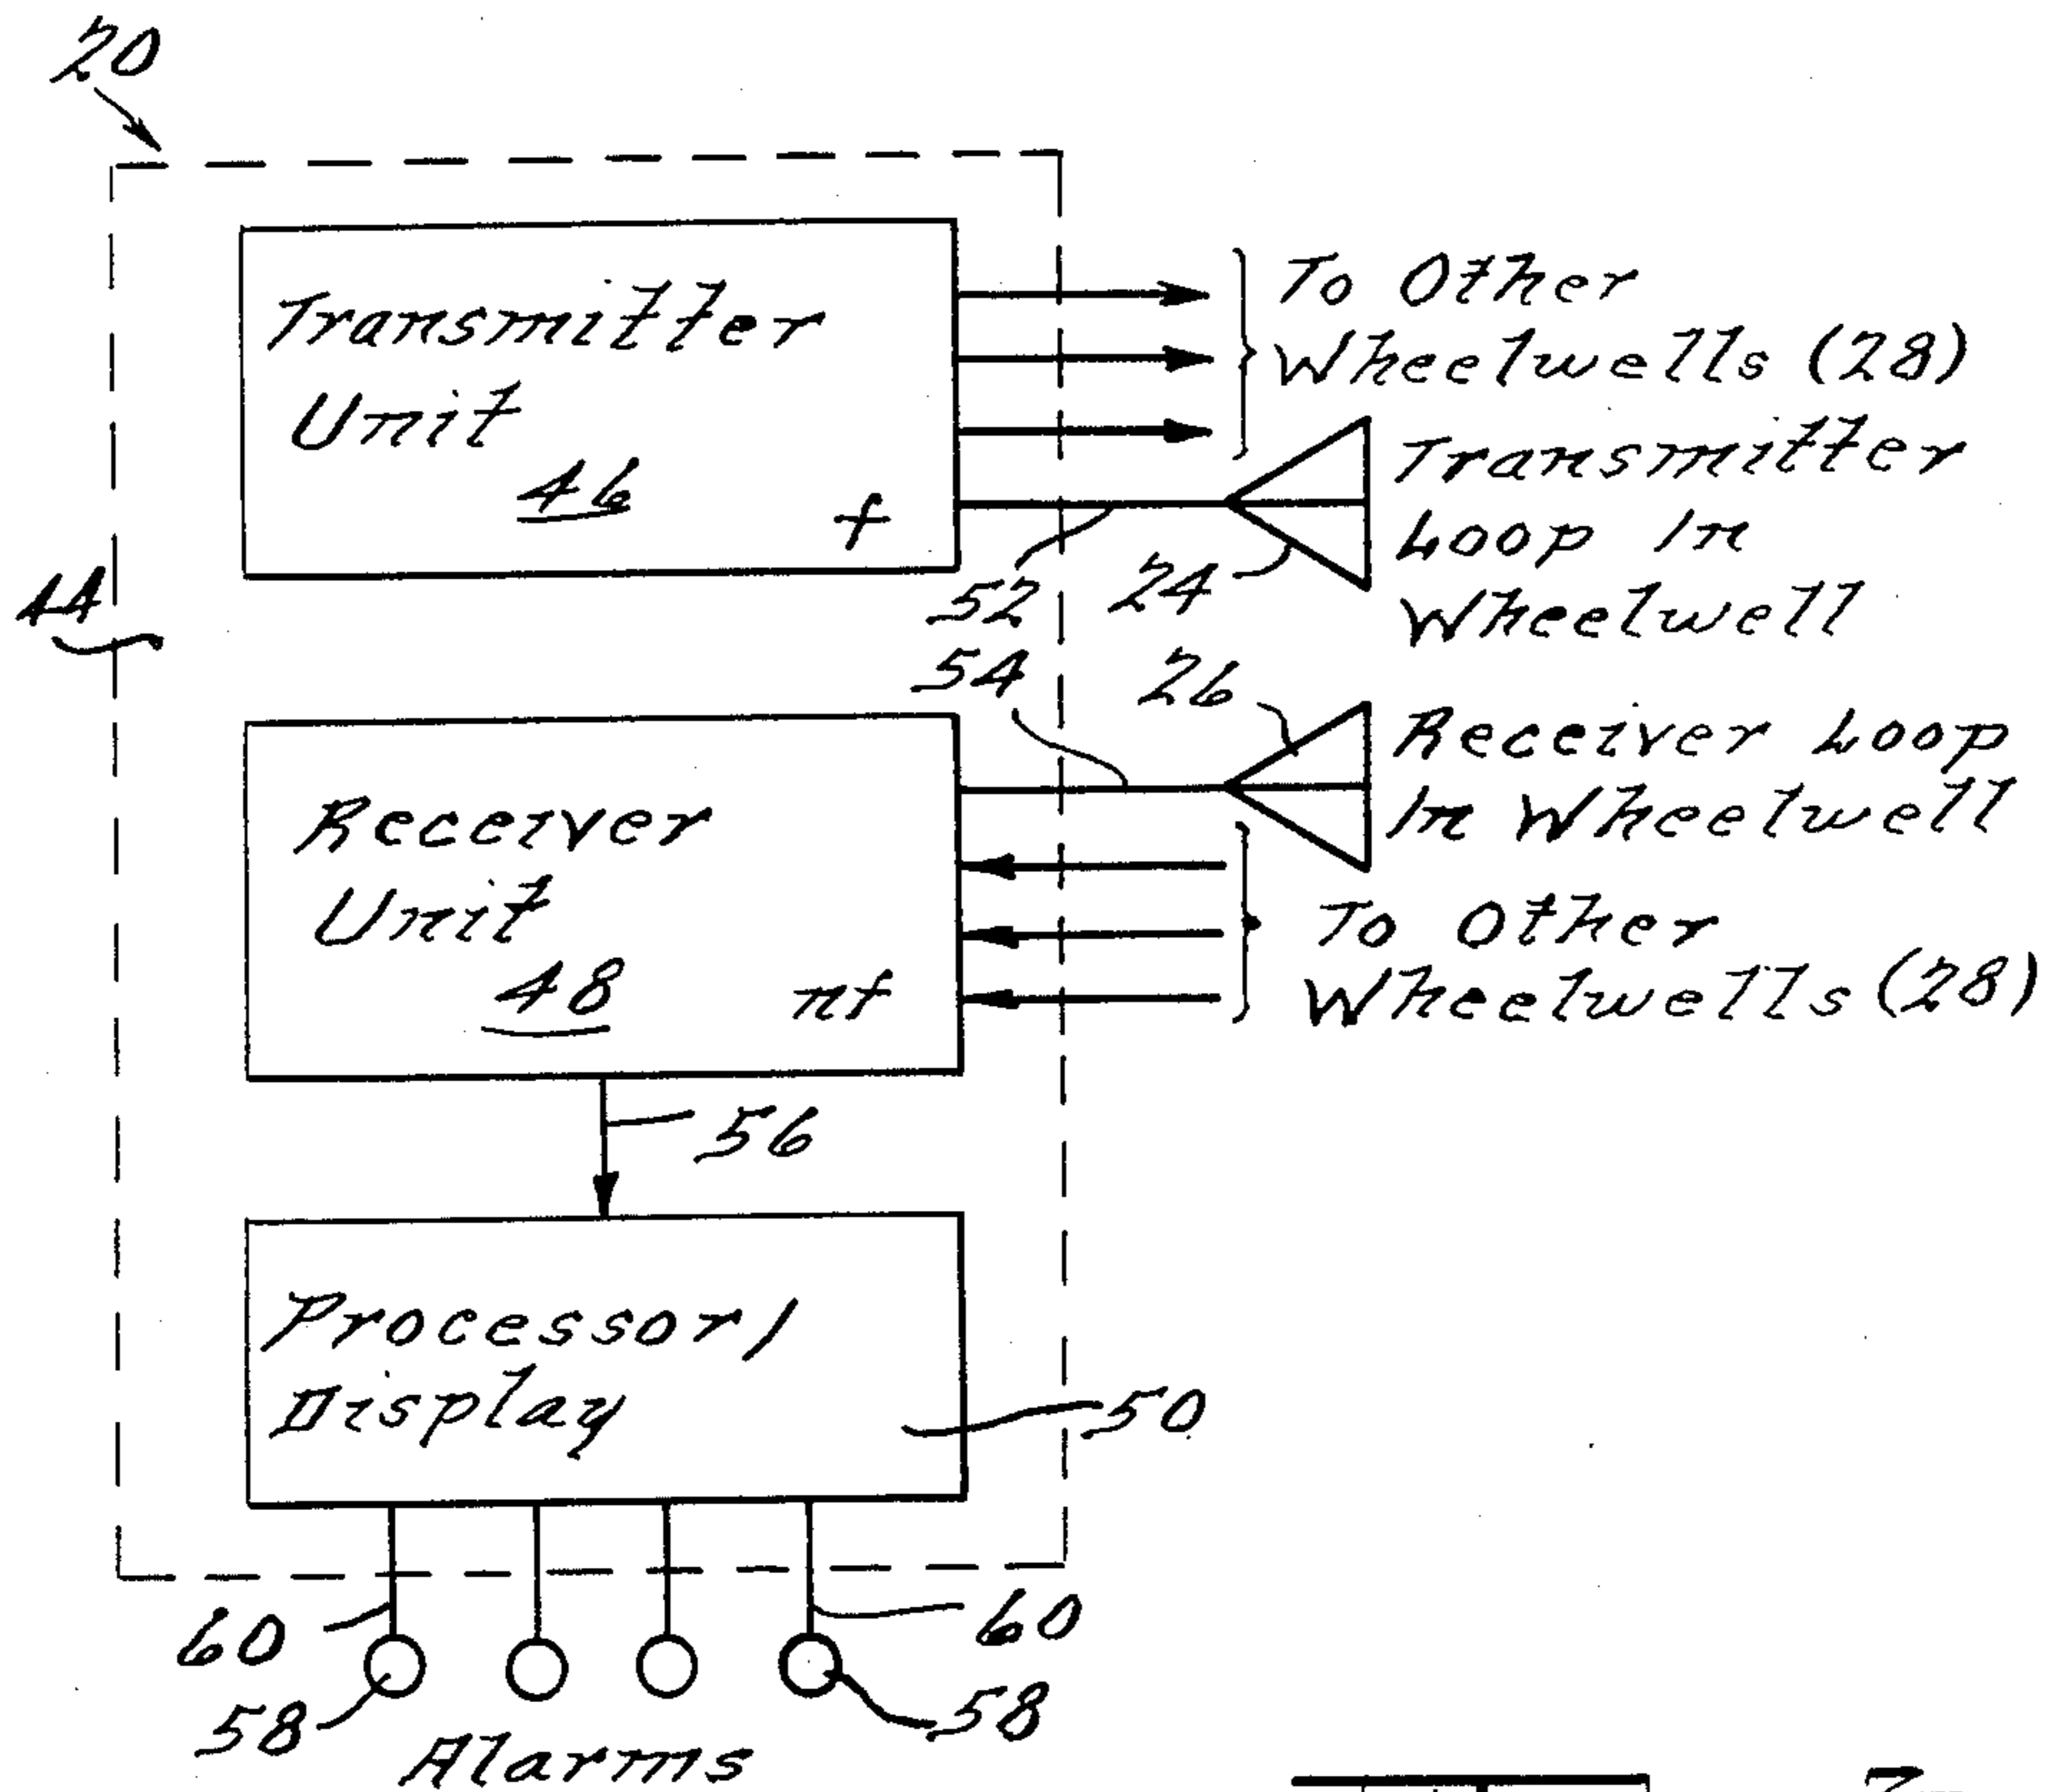 20
Transmitter
Unit
46
f
To Other
Wheelwells (28)
Transmitter
Loop In
Wheelwell
52
24
44
54
26
Receiver Loop
In Wheelwell
Receiver
Unit
48
nf
To Other
Wheelwells (28)
56
Processor/
Display
50
60
60
58
58
Alarms